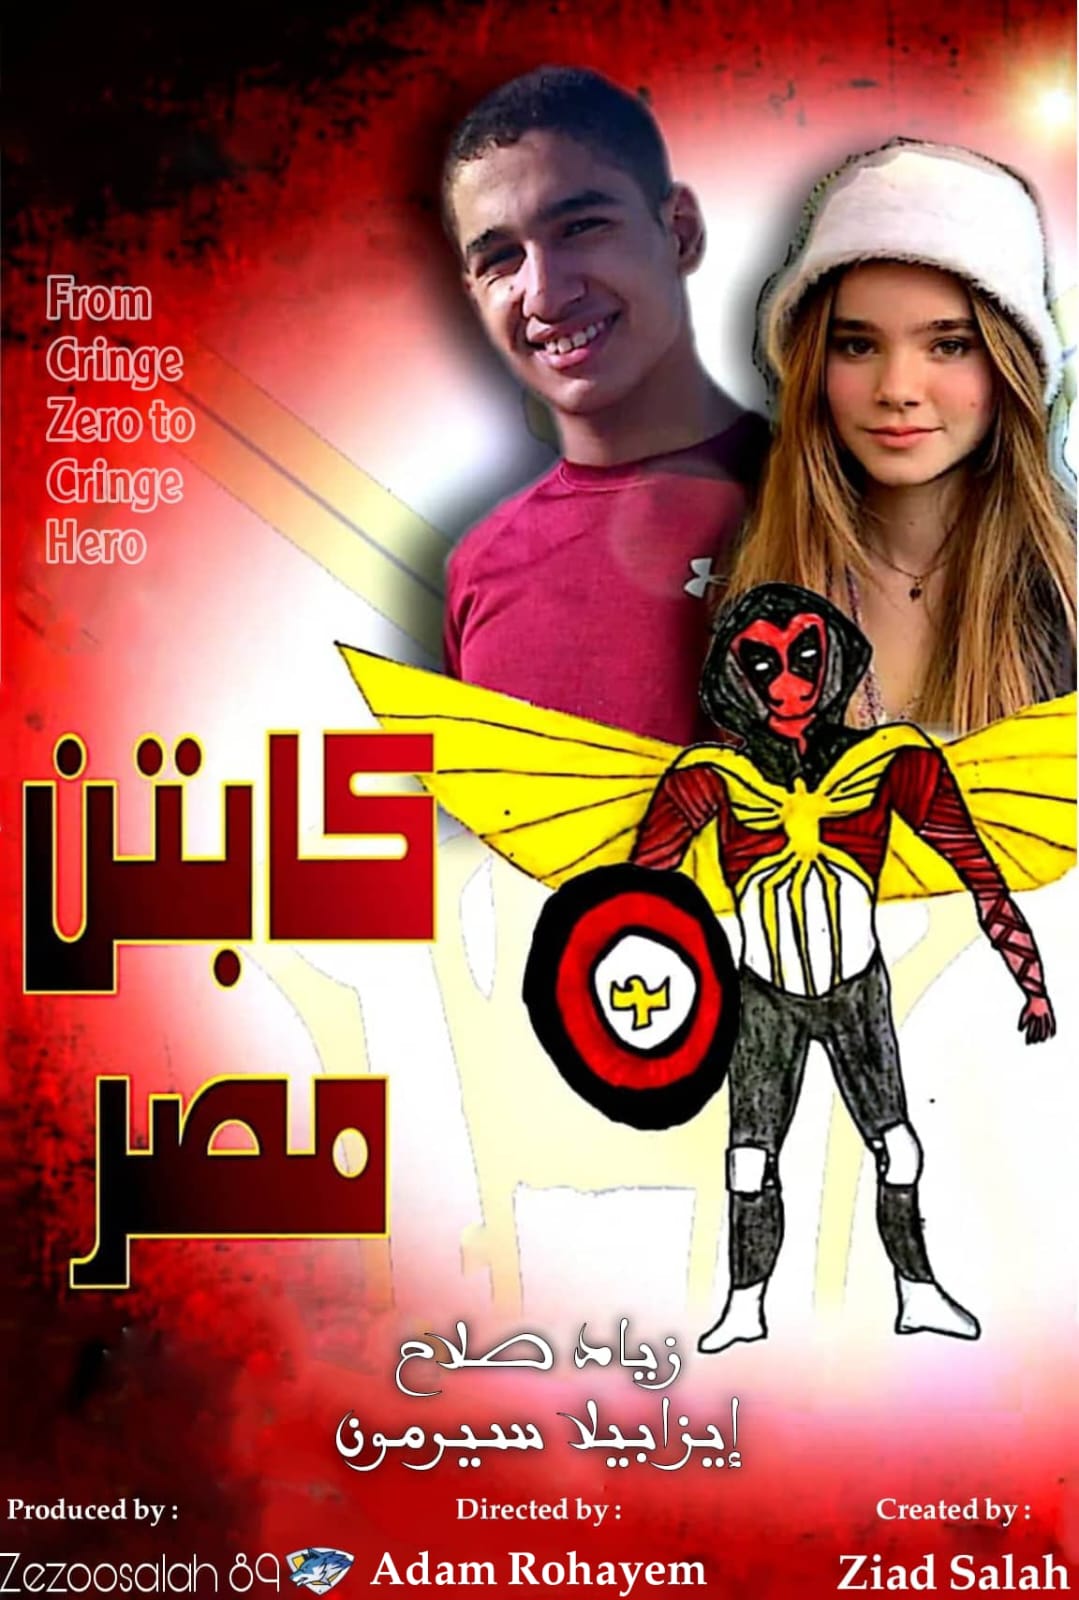 From
Cringe
Zero to
Cringe
Hero
كابتن
مصر
زياد صلاح
إيزابيلا سيرمون
Produced by :
Zezoosalah 89
Directed by :
Adam Rohayem
Created by :
Ziad Salah